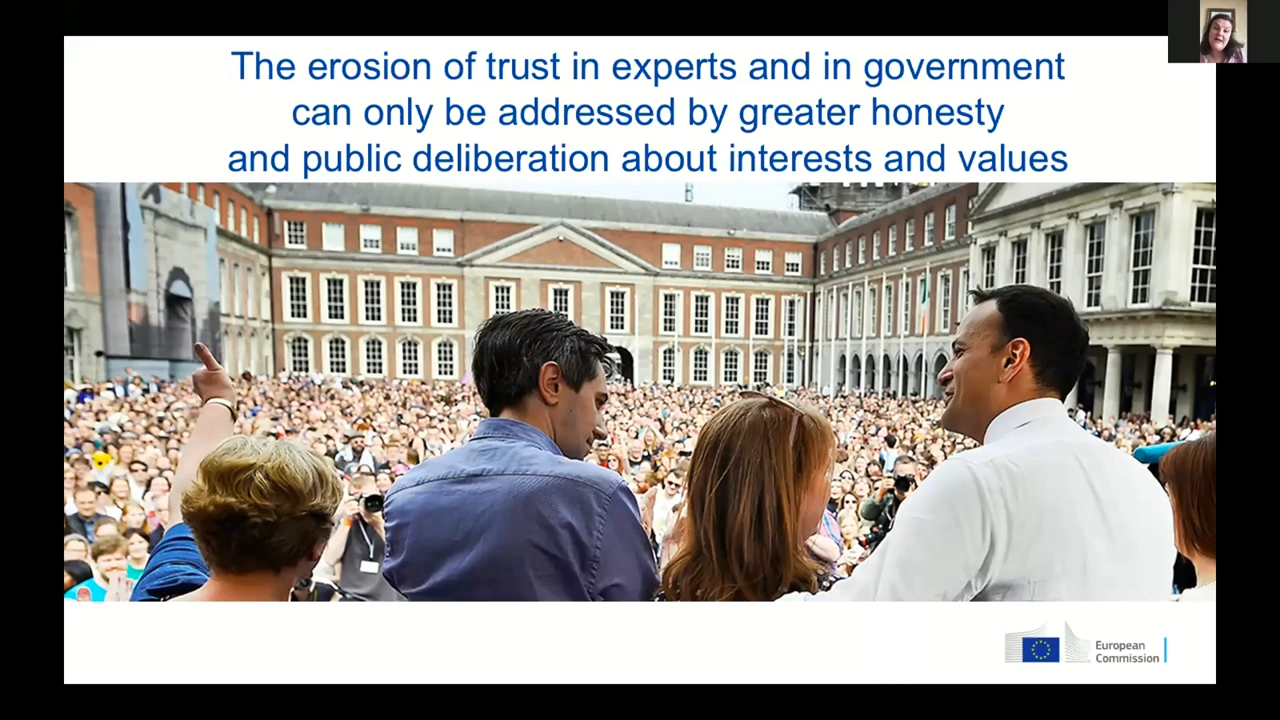 The erosion of trust in experts and in government
can only be addressed by greater honesty
and public deliberation about interests and values
European
Commission